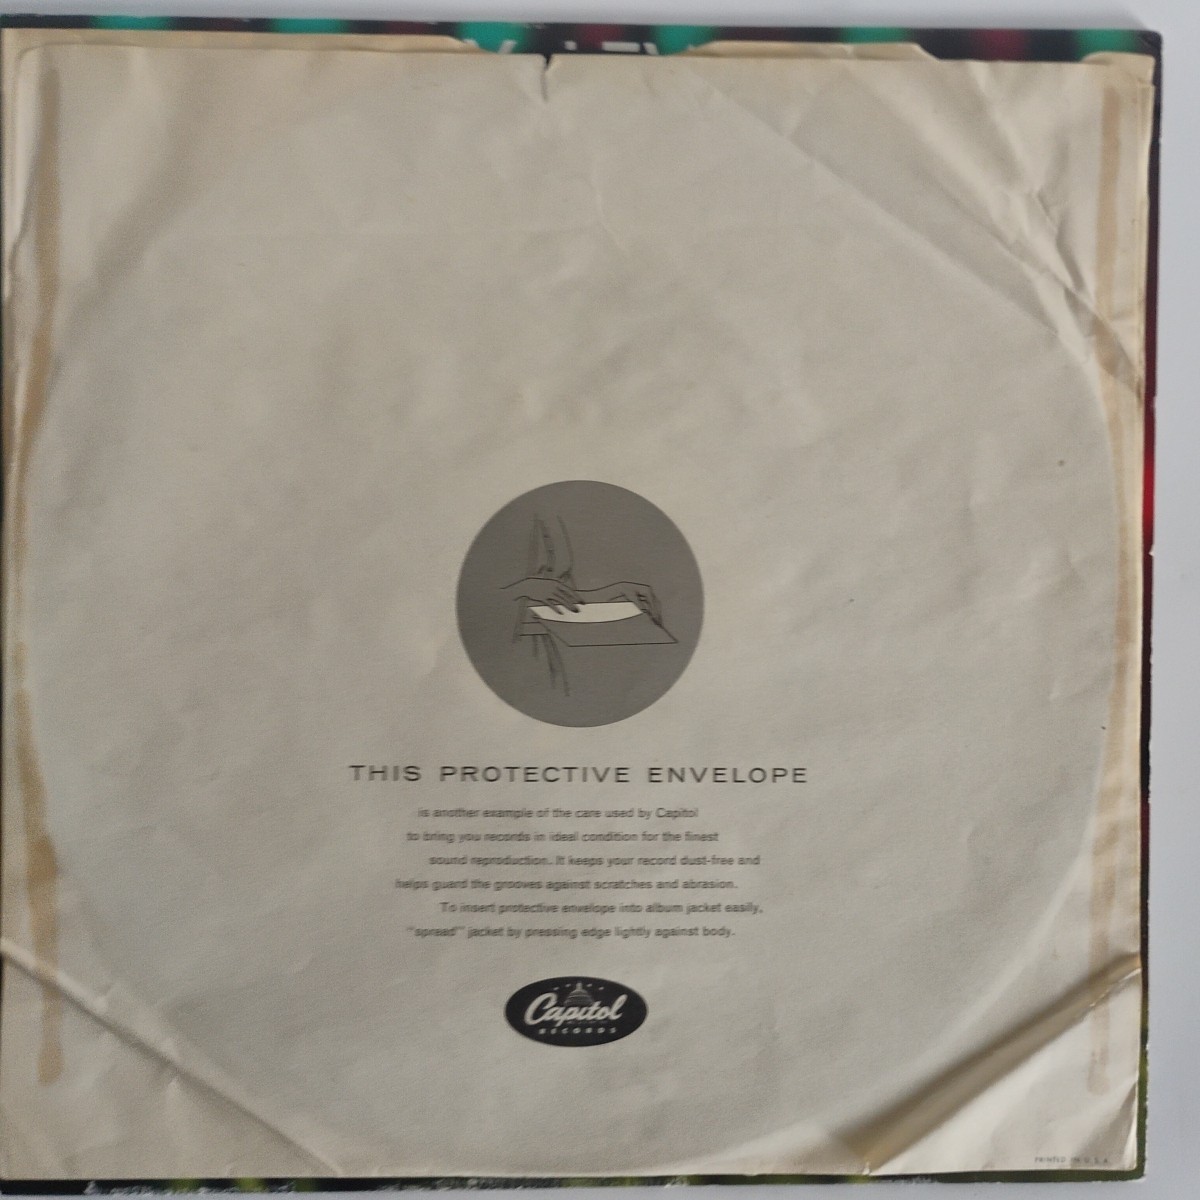 THIS PROTECTIVE ENVELOPE
is another example of the care used by Capitol
to bring you records in ideal condition for the finest
sound reproduction. It keeps your record dust-free and
helps guard the grooves against scratches and abrasion.
To insert protective envelope into album jacket easily,
"spread" jacket by pressing edge lightly against body.
Capitol
RECORDS
PRINTED IN U.S.A.